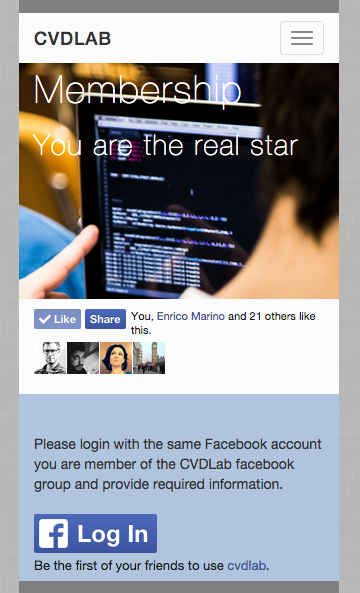 CVDLAB
Membership
You are the real star
Like Share You, Enrico Marino and 21 others like
this.
Please login with the same Facebook account
you are member of the CVDLab facebook
group and provide required information.
Log In
Be the first of your friends to use cvdlab.